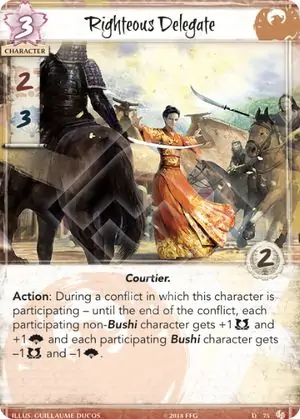 Righteous Delegate
3
CHARACTER
2
3
2
Courtier.
Action: During a conflict in which this character is
participating – until the end of the conflict, each
participating non-Bushi character gets +1 and
+1 and each participating Bushi character gets
–1 and –1.
ILLUS: GUILLAUME DUCOS
©2018 FFG
75